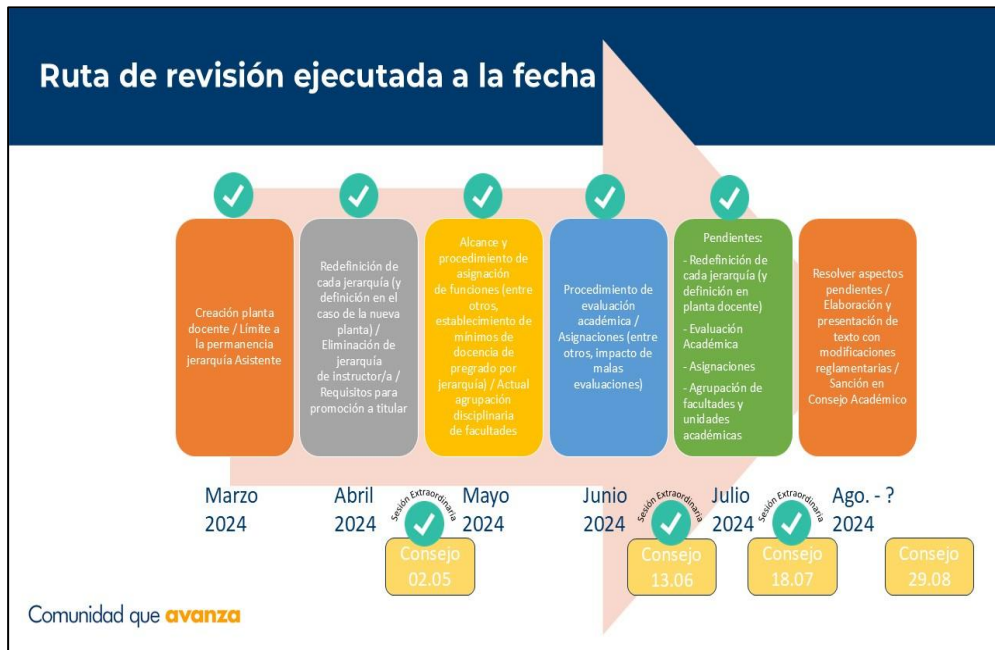 Ruta de revisión ejecutada a la fecha
Creación planta
docente / Límite a
la permanencia
jerarquía Asistente
Redefinición de
cada jerarquía (y
definición en el
caso de la nueva
planta) /
Eliminación de
jerarquía
de instructor/a /
Requisitos para
promoción a titular
Alcance y
procedimiento de
asignación
de funciones (entre
otros,
establecimiento de
mínimos de
docencia de
pregrado por
jerarquía) / Actual
agrupación
disciplinaria
de facultades
Procedimiento de
evaluación
académica /
Asignaciones (entre
otros, impacto de
malas
evaluaciones)
Pendientes:
- Redefinición de
cada jerarquía (y
definición en
planta docente)
- Evaluación
Académica
- Asignaciones
- Agrupación de
facultades y
unidades
académicas
Resolver aspectos
pendientes /
Elaboración y
presentación de
texto con
modificaciones
reglamentarias /
Sanción en
Consejo Académico
Marzo
2024
Abril
2024
Mayo
2024
Junio
2024
Julio
2024
Ago. - ?
2024
Sesión Extraordinaria
Consejo
02.05
Sesión Extraordinaria
Consejo
13.06
Sesión Extraordinaria
Consejo
18.07
Consejo
29.08
Comunidad que avanza